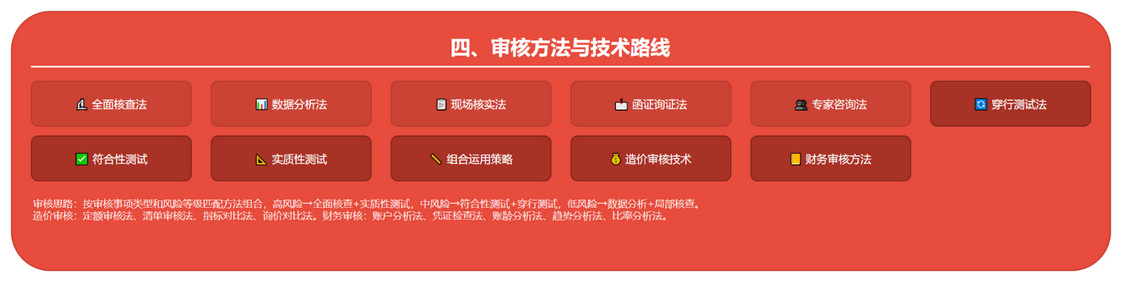 四、审核方法与技术路线
全面核查法
数据分析法
现场核实法
函证询证法
专家咨询法
穿行测试法
符合性测试
实质性测试
组合运用策略
造价审核技术
财务审核方法
审核思路：按审核事项类型和风险等级匹配方法组合，高风险→全面核查+实质性测试，中风险→符合性测试+穿行测试，低风险→数据分析+局部核查。
造价审核：定额审核法、清单审核法、指标对比法、询价对比法。财务审核：账户分析法、凭证检查法、账龄分析法、趋势分析法、比率分析法。